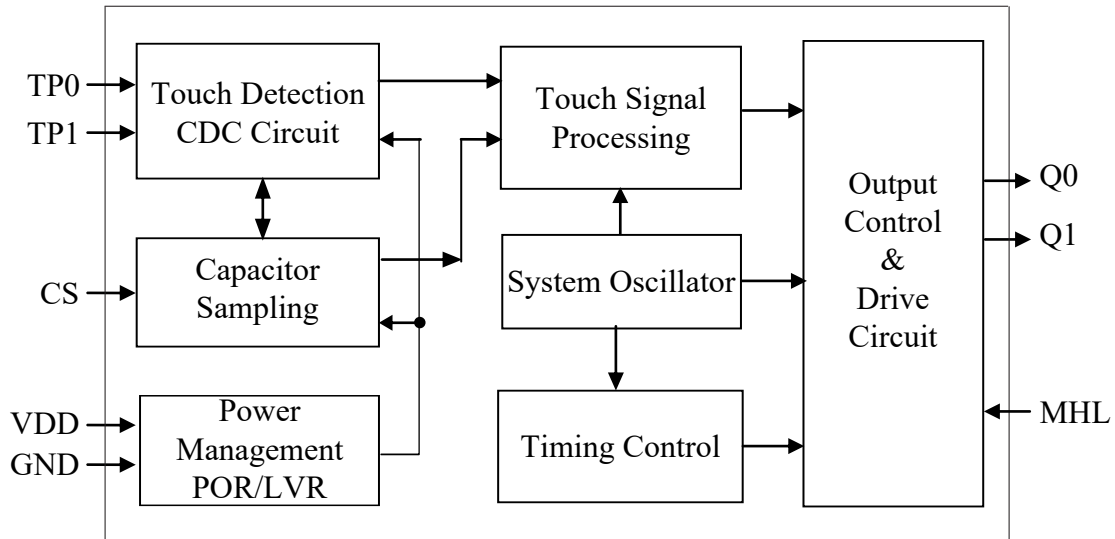 TP0
TP1
Touch Detection
CDC Circuit
Touch Signal
Processing
Output
Control
&
Drive
Circuit
Q0
Q1
CS
Capacitor
Sampling
System Oscillator
VDD
GND
Power
Management
POR/LVR
Timing Control
MHL